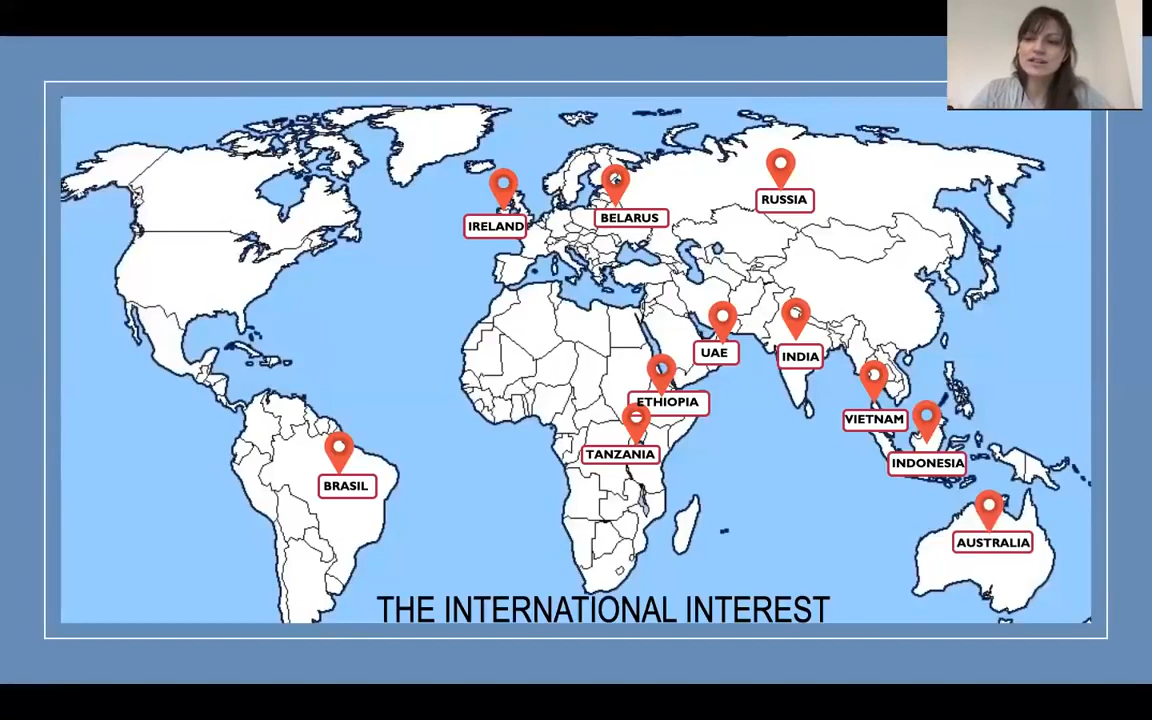 RUSSIA
IRELAND
BELARUS
UAE
INDIA
ETHIOPIA
VIETNAM
TANZANIA
INDONESIA
BRASIL
AUSTRALIA
THE INTERNATIONAL INTEREST